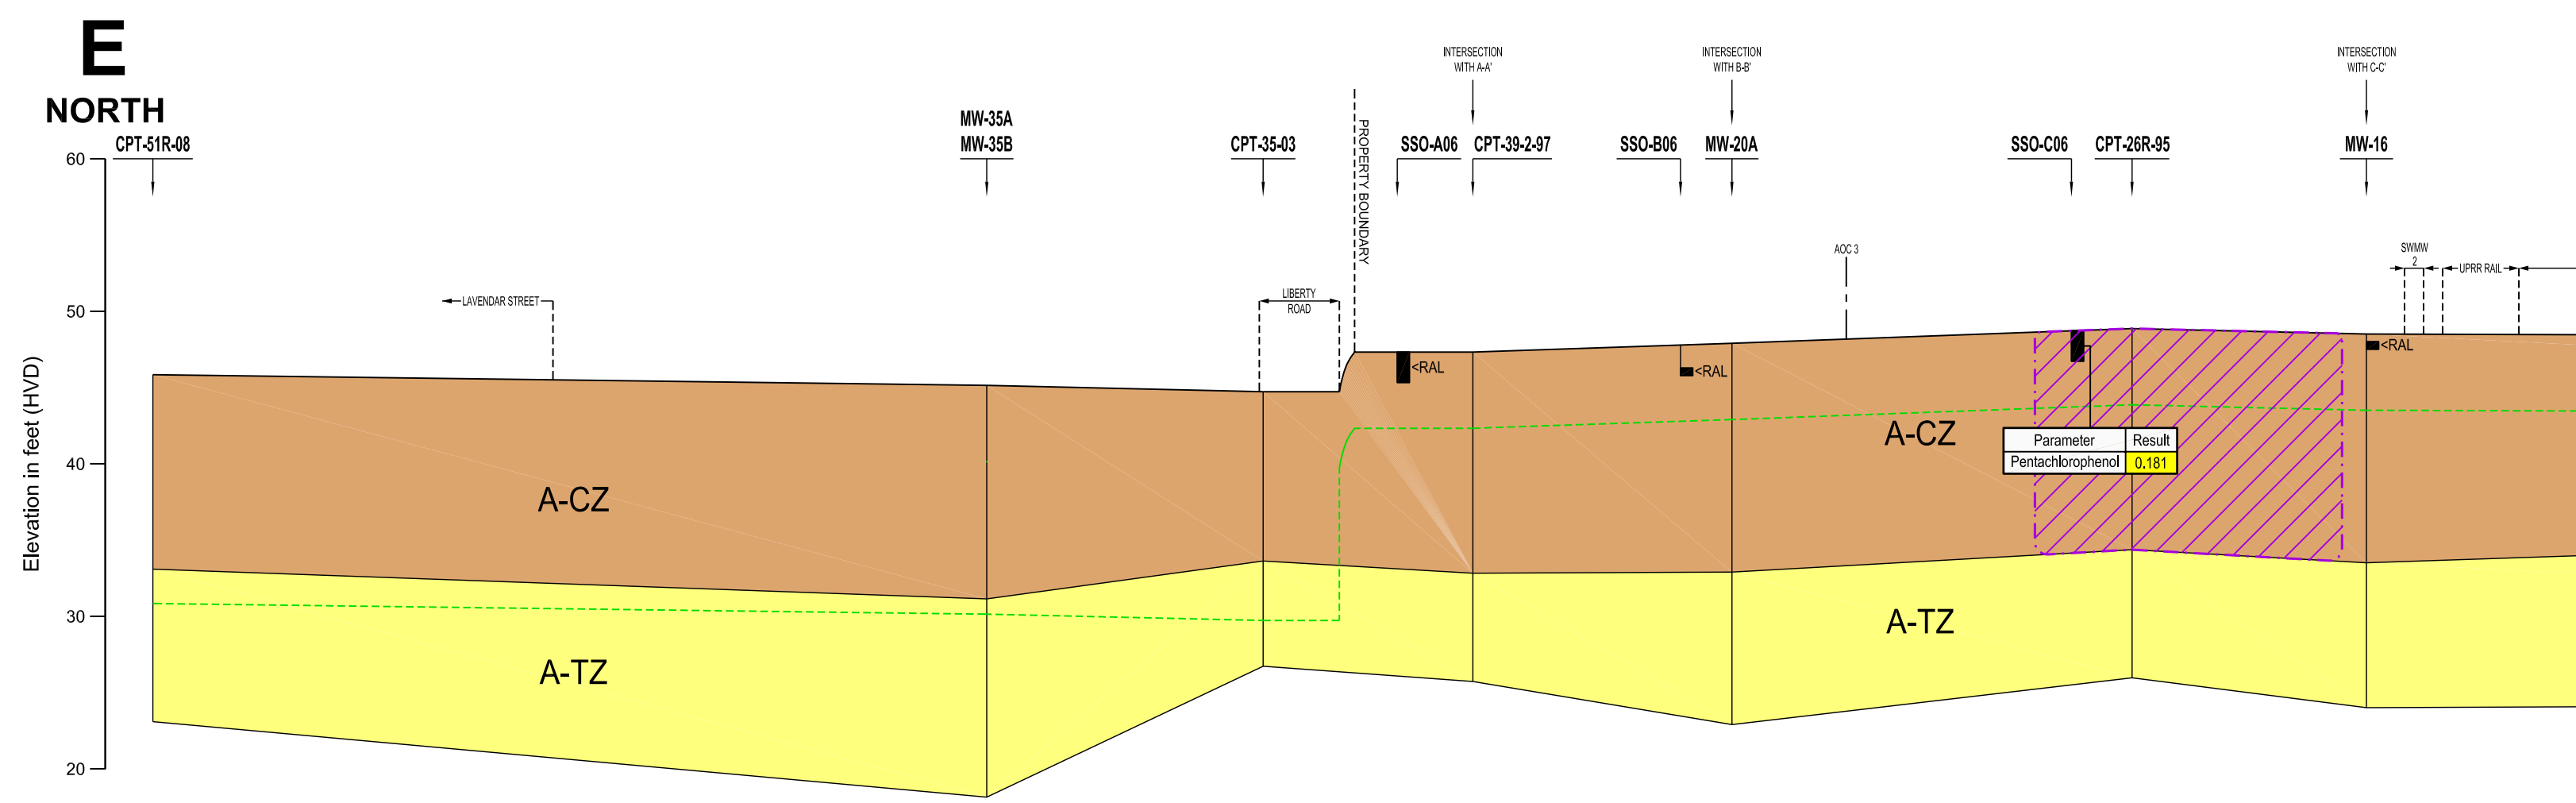 E
NORTH
INTERSECTION
WITH A-A'
INTERSECTION
WITH B-B'
INTERSECTION
WITH C-C'
MW-35A
CPT-51R-08
MW-35B
CPT-35-03
PROPERTY BOUNDARY
SSO-A06
CPT-39-2-97
SSO-B06
MW-20A
SSO-C06
CPT-26R-95
MW-16
60
50
40
30
20
Elevation in feet (HVD)
LAVENDAR STREET
LIBERTY
ROAD
AOC 3
SWMW
2
UPRR RAIL
<RAL
<RAL
<RAL
A-CZ
A-CZ
Parameter Result
Pentachlorophenol 0.181
A-TZ
A-TZ